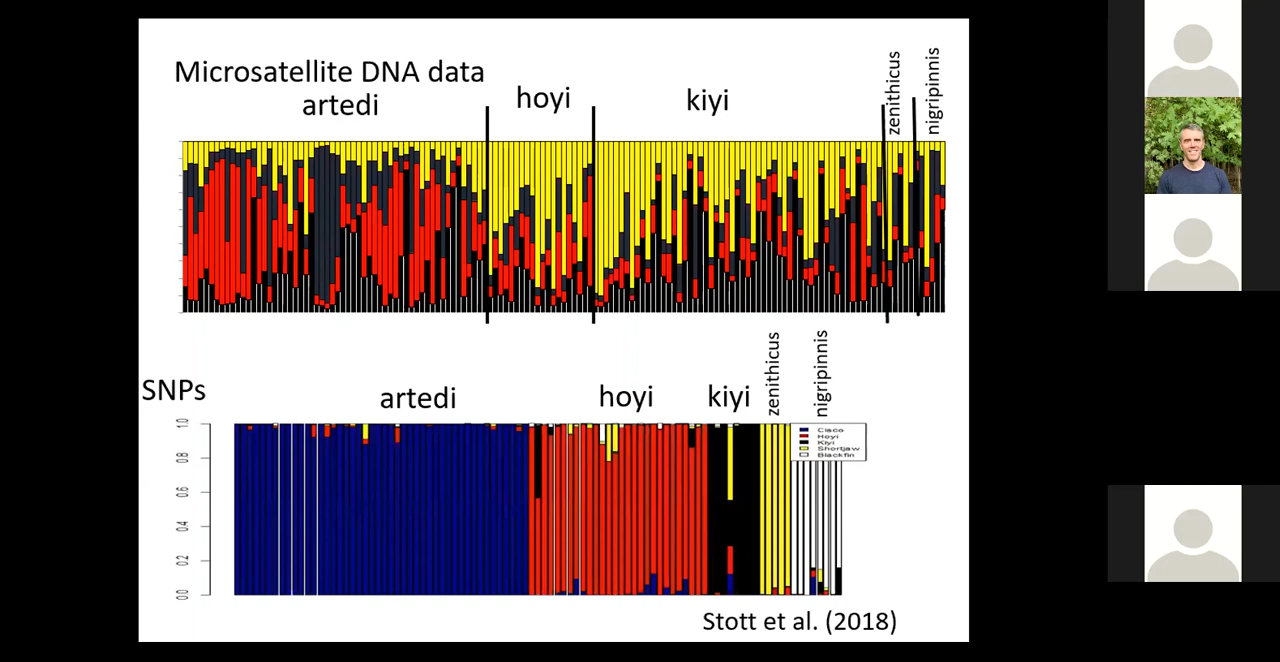 Microsatellite DNA data
artedi
hoyi
kiyi
zenithicus
nigripinnis
SNPs
artedi
hoyi
kiyi
zenithicus
nigripinnis
1.0
0.8
0.6
0.4
0.2
0.0
Cisco
Hoyi
Kiyi
Shortjaw
Blackfin
Stott et al. (2018)